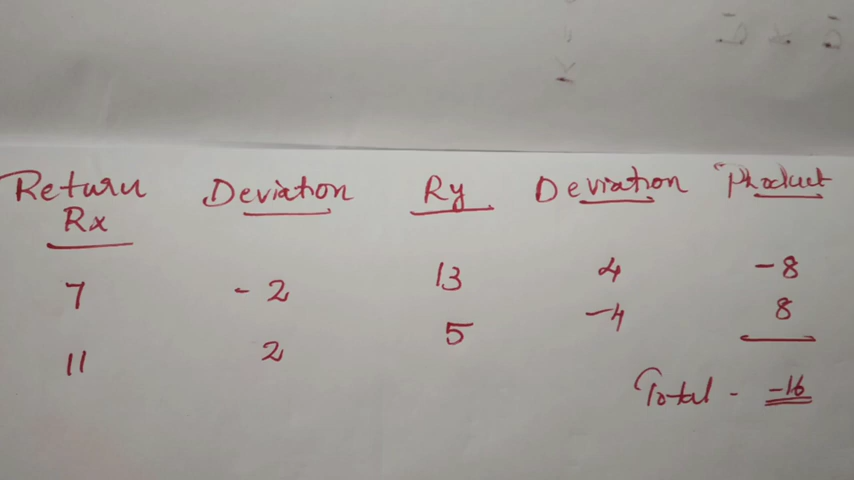 Return Deviation Ry Deviation Product
Rx
7 - 2 13 4 -8
11 2 5 -4 8
Total - -16